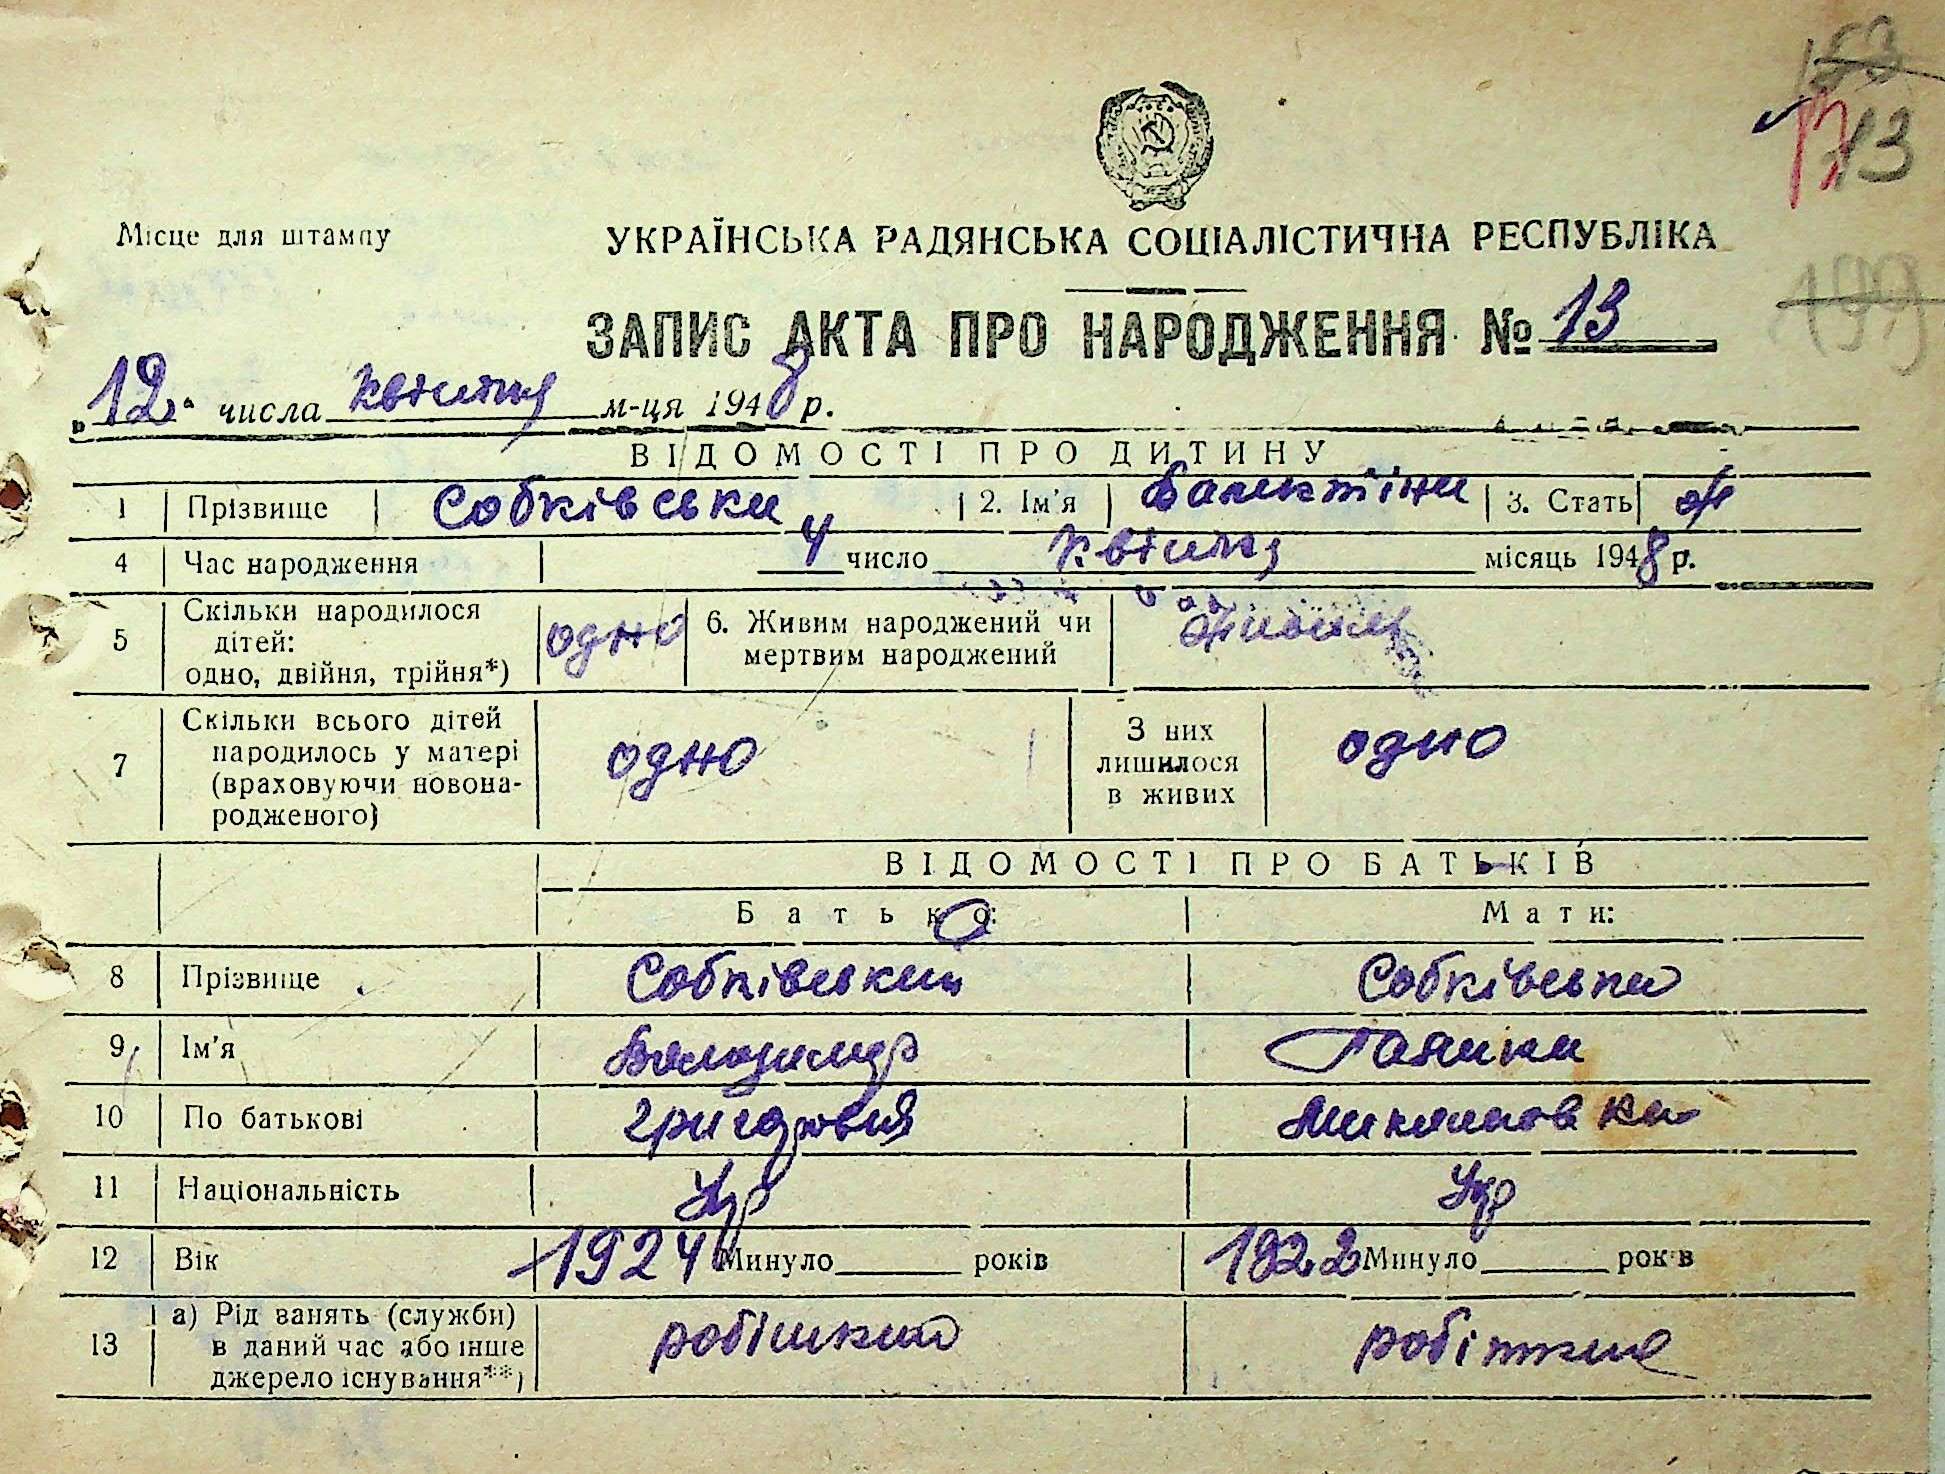 153
13
Місце для штампу
УКРАЇНСЬКА РАДЯНСЬКА СОЦІАЛІСТИЧНА РЕСПУБЛІКА
199
ЗАПИС АКТА ПРО НАРОДЖЕННЯ № 13
„12“ числа квітня м-ця 1948 р.
ВІДОМОСТІ ПРО ДИТИНУ
1 Прізвище Собківська 2. Ім'я Валентіна 3. Стать ж
4 Час народження 4 число квітня місяць 1948 р.
5 Скільки народилося дітей: одно, двійня, трійня*) одно 6. Живим народжений чи мертвим народжений
7 Скільки всього дітей народилось у матері (враховуючи новонародженого) одно З них лишилося в живих одно
ВІДОМОСТІ ПРО БАТЬКІВ
Батько: Мати:
8 Прізвище Собківський Собківська
9 Ім'я Володимир Ганна
10 По батькові Григорович Миколаовна
11 Національність Укр Укр
12 Вік 1924 Минуло років 1922 Минуло років
13 а) Рід занять (служби) в даний час або інше джерело існування**) робітник робітниця